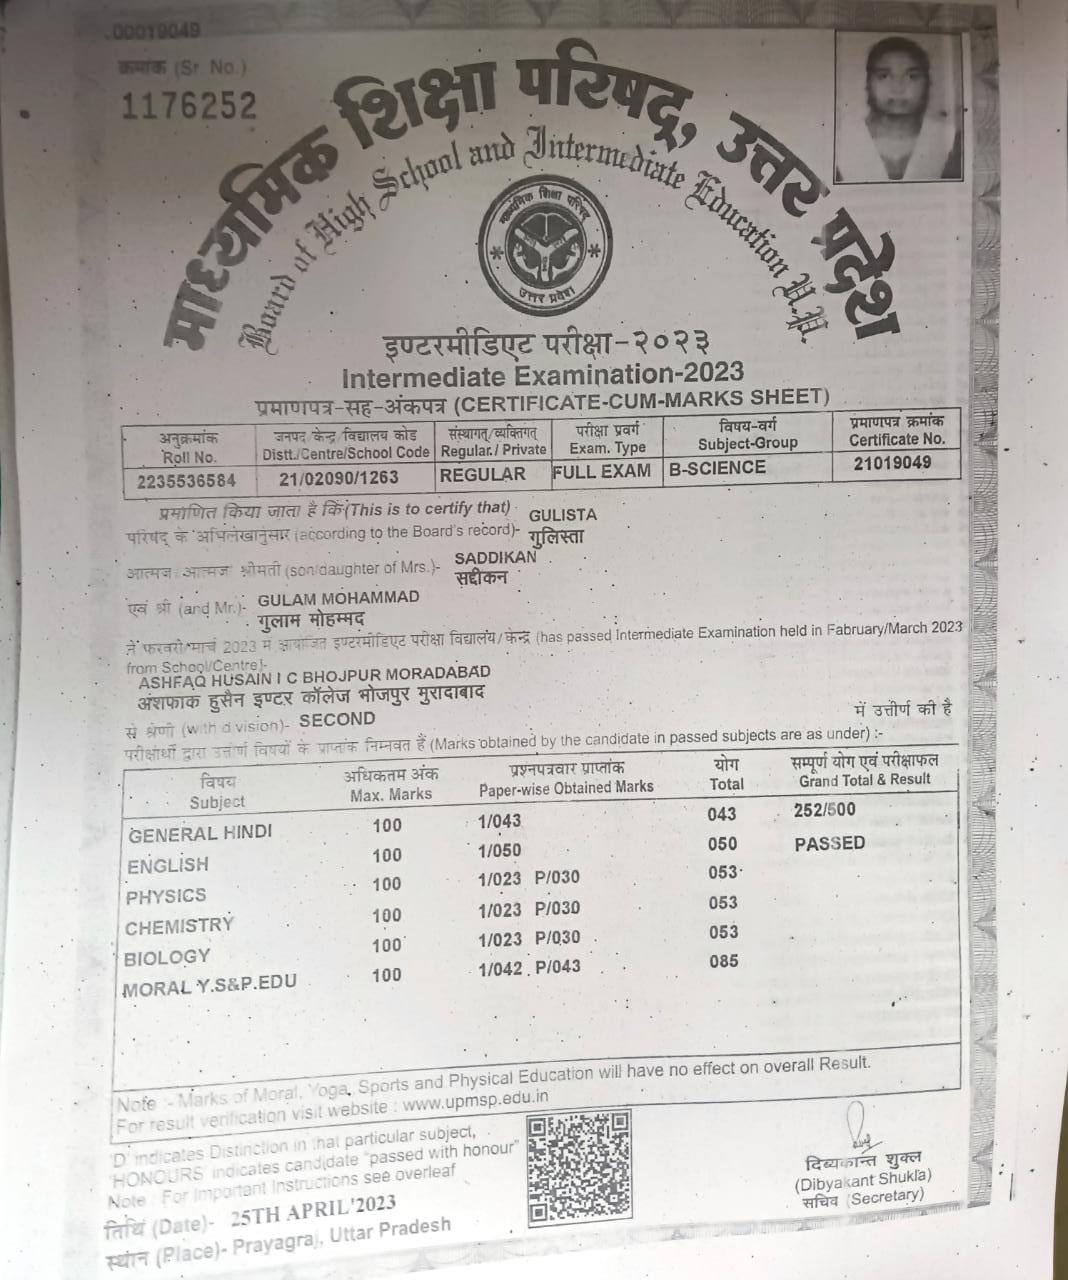 00019049
क्रमांक (Sr. No.)
1176252
माध्यमिक शिक्षा परिषद्, उत्तर प्रदेश
Board of High School and Intermediate Education U.P.
माध्यमिक शिक्षा परिषद
उत्तर प्रदेश
इण्टरमीडिएट परीक्षा-२०२३
Intermediate Examination-2023
प्रमाणपत्र-सह-अंकपत्र (CERTIFICATE-CUM-MARKS SHEET)
अनुक्रमांक जनपद/केन्द्र/विद्यालय कोड संस्थागत्/व्यक्तिगत् परीक्षा प्रवर्ग विषय-वर्ग प्रमाणपत्र क्रमांक
Roll No. Distt./Centre/School Code Regular./Private Exam. Type Subject-Group Certificate No.
2235536584 21/02090/1263 REGULAR FULL EXAM B-SCIENCE 21019049
प्रमाणित किया जाता है कि(This is to certify that) GULISTA
परिषद् के अभिलेखानुसार (according to the Board's record)- गुलिस्ता
आत्मज/आत्मजा श्रीमती (son/daughter of Mrs.)- SADDIKAN
सद्दीकन
एवं श्री (and Mr.)- GULAM MOHAMMAD
गुलाम मोहम्मद
ने फरवरी/मार्च 2023 में आयोजित इण्टरमीडिएट परीक्षा विद्यालय/केन्द्र (has passed Intermediate Examination held in Fabruary/March 2023
from School/Centre)-
ASHFAQ HUSAIN I C BHOJPUR MORADABAD
अंशफाक हुसैन इण्टर कॉलेज भोजपुर मुरादाबाद
से श्रेणी (with division)- SECOND में उत्तीर्ण की है
परीक्षार्थी द्वारा उत्तीर्ण विषयों के प्राप्तांक निम्नवत हैं (Marks obtained by the candidate in passed subjects are as under) :-
विषय अधिकतम अंक प्रश्नपत्रवार प्राप्तांक योग सम्पूर्ण योग एवं परीक्षाफल
Subject Max. Marks Paper-wise Obtained Marks Total Grand Total & Result
GENERAL HINDI 100 1/043 043 252/500
ENGLISH 100 1/050 050 PASSED
PHYSICS 100 1/023 P/030 053
CHEMISTRY 100 1/023 P/030 053
BIOLOGY 100 1/023 P/030 053
MORAL Y.S&P.EDU 100 1/042 P/043 085
Note :- Marks of Moral, Yoga, Sports and Physical Education will have no effect on overall Result.
For result verification visit website : www.upmsp.edu.in
'D' indicates Distinction in that particular subject,
'HONOURS' indicates candidate "passed with honour"
Note : For Important Instructions see overleaf
तिथि (Date)- 25TH APRIL'2023
स्थान (Place)- Prayagraj, Uttar Pradesh
दिब्यकान्त शुक्ल
(Dibyakant Shukla)
सचिव (Secretary)